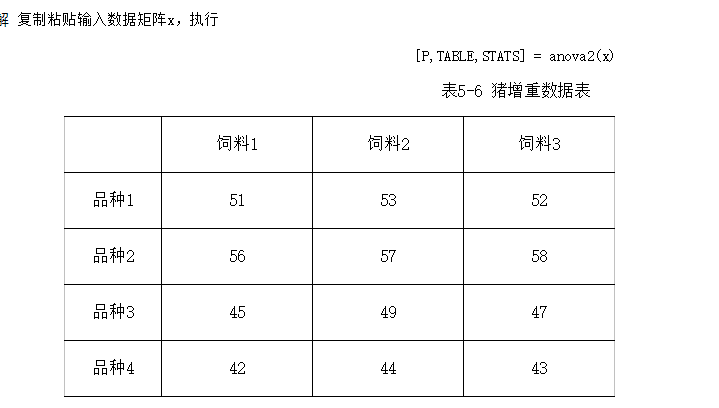 解 复制粘贴输入数据矩阵x，执行
[P,TABLE,STATS] = anova2(x)
表5-6 猪增重数据表
饲料1 饲料2 饲料3
品种1 51 53 52
品种2 56 57 58
品种3 45 49 47
品种4 42 44 43